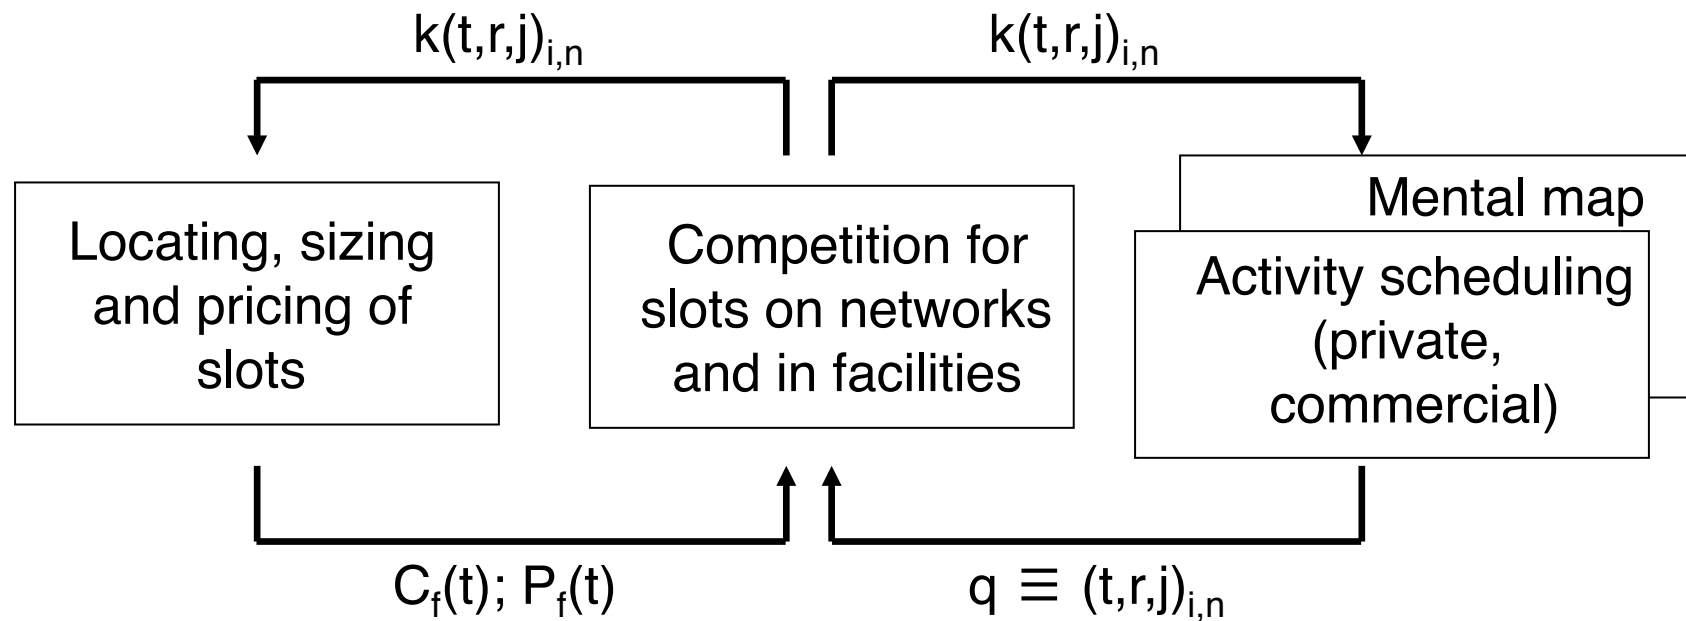 k(t,r,j)i,n
k(t,r,j)i,n
Locating, sizing
and pricing of
slots
Competition for
slots on networks
and in facilities
Mental map
Activity scheduling
(private,
commercial)
Cf(t); Pf(t)
q ≡ (t,r,j)i,n